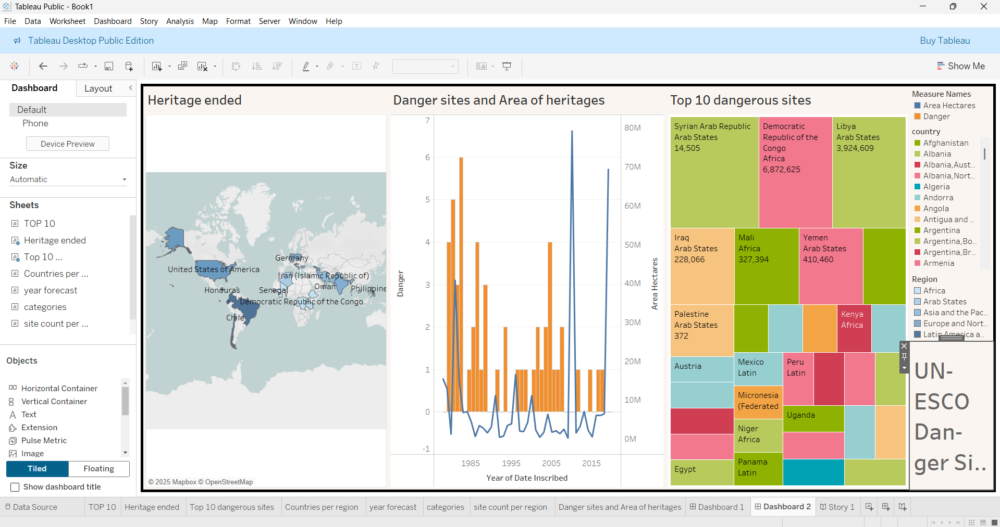 Tableau Public - Book1
File Data Worksheet Dashboard Story Analysis Map Format Server Window Help
Tableau Desktop Public Edition
Buy Tableau
Show Me
Dashboard
Layout
Default
Phone
Device Preview
Size
Automatic
Sheets
TOP 10
Heritage ended
Top 10 ...
Countries per ...
year forecast
categories
site count per ...
Objects
Horizontal Container
Vertical Container
Text
Extension
Pulse Metric
Image
Tiled
Floating
Show dashboard title
Heritage ended
Germany
United States of America
Iran (Islamic Republic of)
Honduras
Senegal
Oman
Philippine
Democratic Republic of the Congo
Chile
© 2025 Mapbox © OpenStreetMap
Danger sites and Area of heritages
7
6
5
4
3
2
1
0
-1
Danger
80M
70M
60M
50M
40M
30M
20M
10M
0M
Area Hectares
1985 1995 2005 2015
Year of Date Inscribed
Top 10 dangerous sites
Syrian Arab Republic
Arab States
14,505
Democratic
Republic of the
Congo
Africa
6,872,625
Libya
Arab States
3,924,609
Iraq
Arab States
228,066
Mali
Africa
327,394
Yemen
Arab States
410,460
Palestine
Arab States
372
Kenya
Africa
Austria
Mexico
Latin
Peru
Latin
Micronesia
(Federated
Uganda
Niger
Africa
Egypt
Panama
Latin
Measure Names
Area Hectares
Danger
country
Afghanistan
Albania
Albania,Aust..
Albania,Nort..
Algeria
Andorra
Angola
Antigua and ..
Argentina
Argentina,Bo..
Argentina,Br..
Armenia
Region
Africa
Arab States
Asia and the Pac..
Europe and Nort..
Latin America a..
UN-
ESCO
Dan-
ger Si..
Data Source
TOP 10
Heritage ended
Top 10 dangerous sites
Countries per region
year forecast
categories
site count per region
Danger sites and Area of heritages
Dashboard 1
Dashboard 2
Story 1